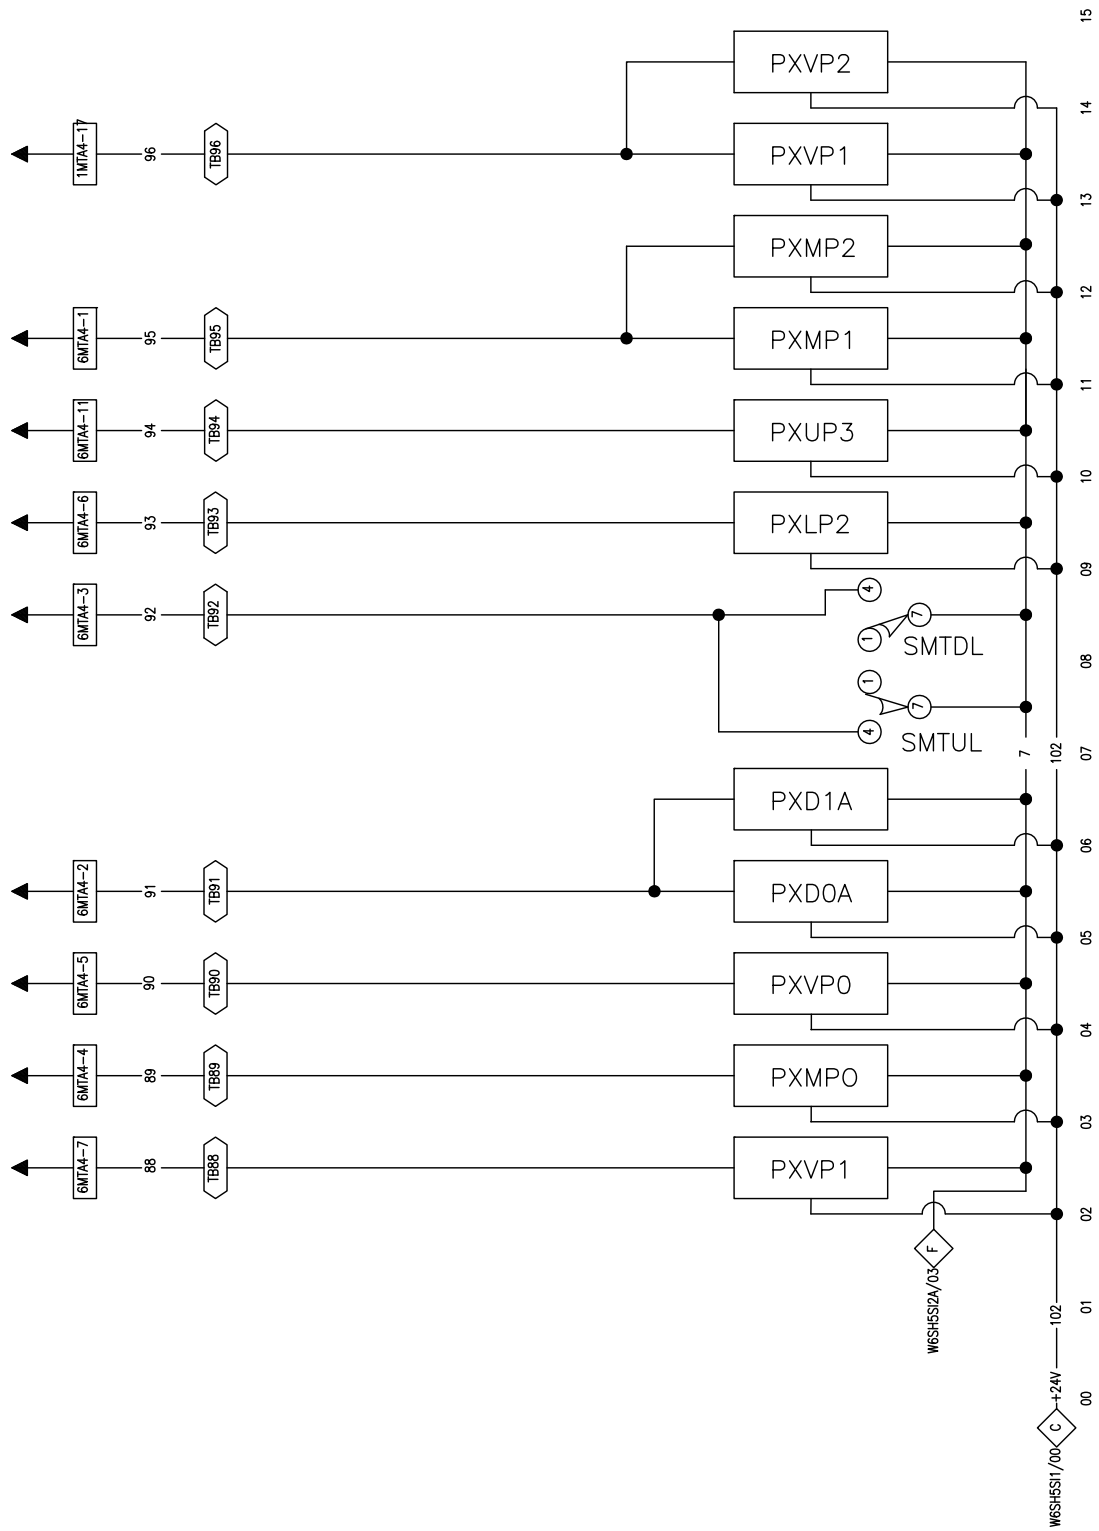 15
PXVP2
14
1MTA4-17
96
TB96
PXVP1
13
PXMP2
12
6MTA4-1
95
TB95
PXMP1
11
6MTA4-11
94
TB94
PXUP3
10
6MTA4-6
93
TB93
PXLP2
09
6MTA4-3
92
TB92
4
7
1
SMTDL
08
1
7
4
SMTUL
7
102
07
PXD1A
06
6MTA4-2
91
TB91
PXD0A
05
6MTA4-5
90
TB90
PXVP0
04
6MTA4-4
89
TB89
PXMPO
03
6MTA4-7
88
TB88
PXVP1
02
F
W6SH5SI2A/03
102
01
+24V
00
C
W6SH5SI1/00